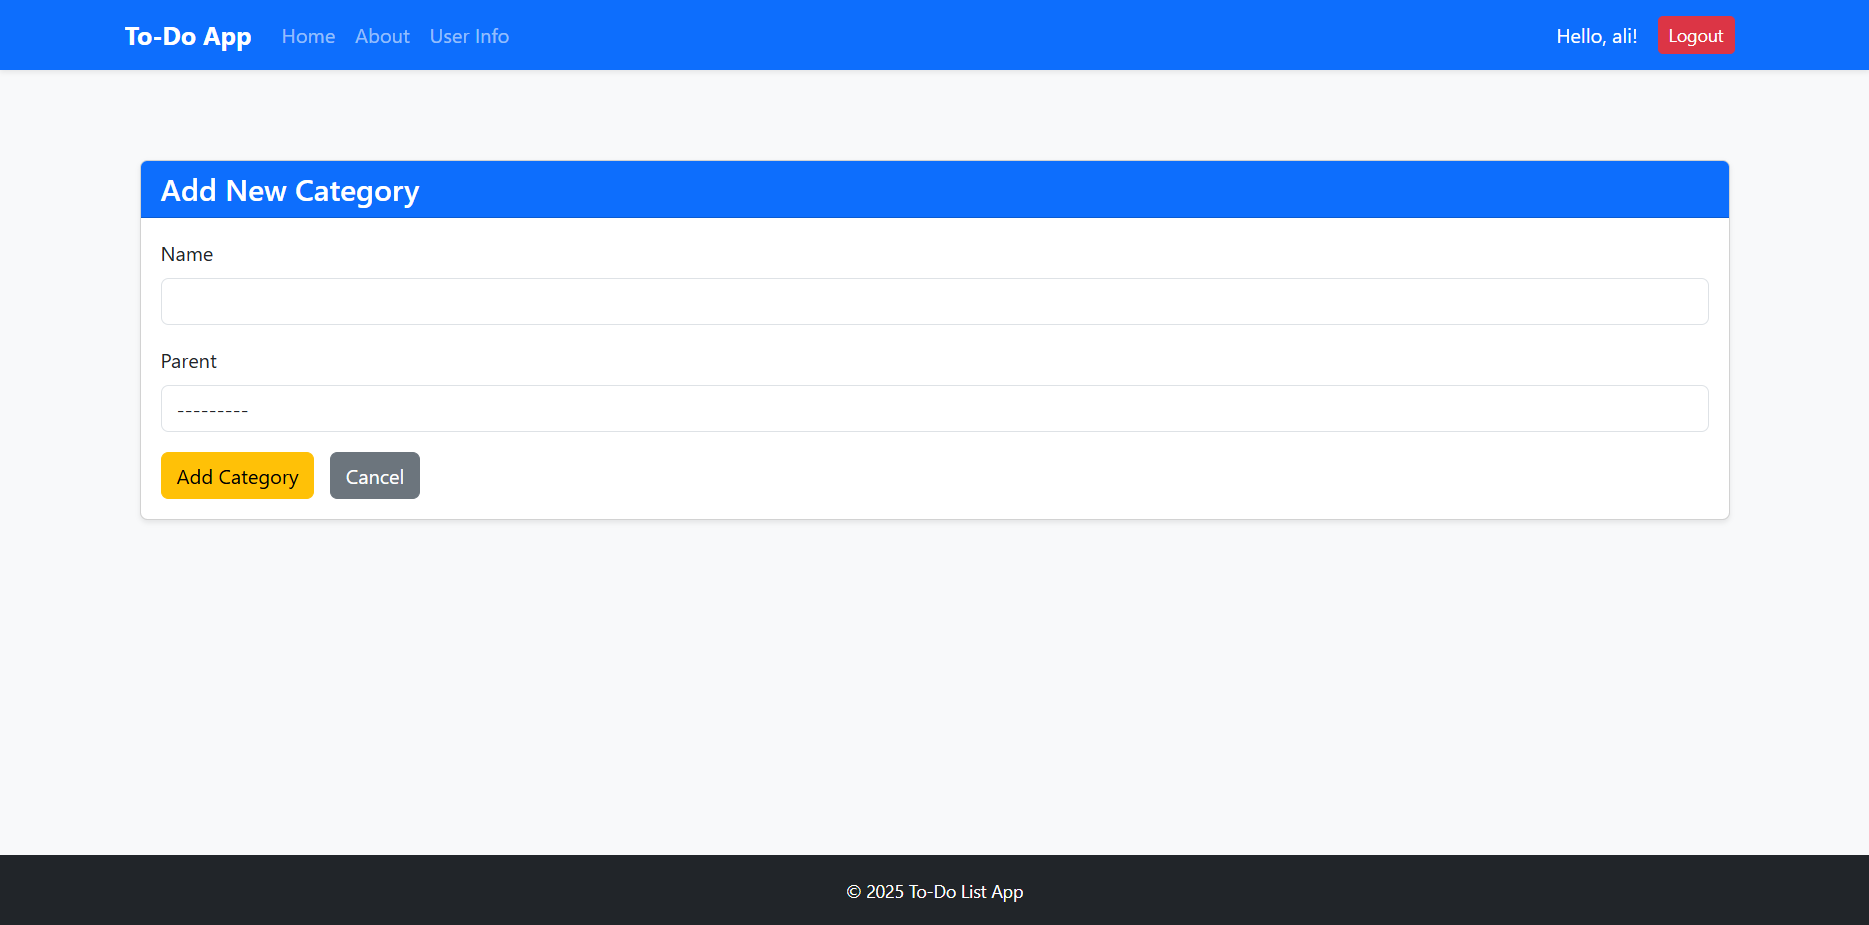 To-Do App Home About User Info Hello, ali! Logout
Add New Category
Name
Parent
---------
Add Category Cancel
© 2025 To-Do List App